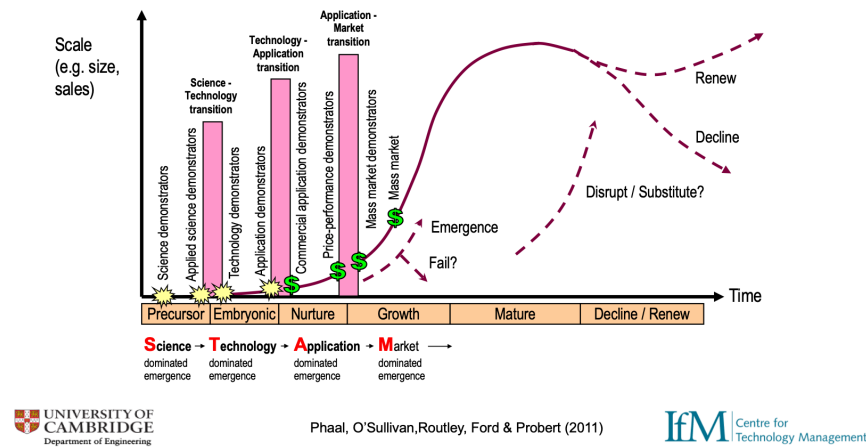 Scale
(e.g. size,
sales)
Science -
Technology
transition
Technology -
Application
transition
Application -
Market
transition
Science demonstrators
Applied science demonstrators
Technology demonstrators
Application demonstrators
Commercial application demonstrators
Price-performance demonstrators
Mass market demonstrators
Mass market
$
$
$
$
Emergence
Fail?
Disrupt / Substitute?
Renew
Decline
Time
Precursor
Embryonic
Nurture
Growth
Mature
Decline / Renew
Science
dominated
emergence
Technology
dominated
emergence
Application
dominated
emergence
Market
dominated
emergence
UNIVERSITY OF
CAMBRIDGE
Department of Engineering
Phaal, O'Sullivan,Routley, Ford & Probert (2011)
IfM
Centre for
Technology Management